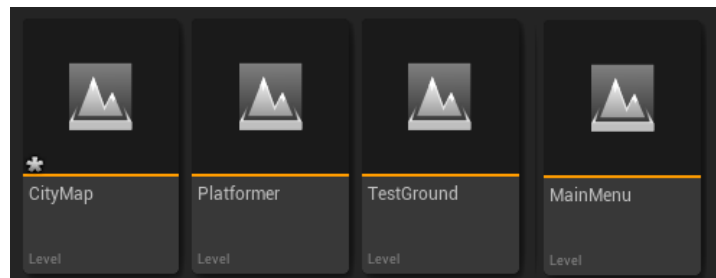 CityMap
Platformer
TestGround
MainMenu
Level
Level
Level
Level